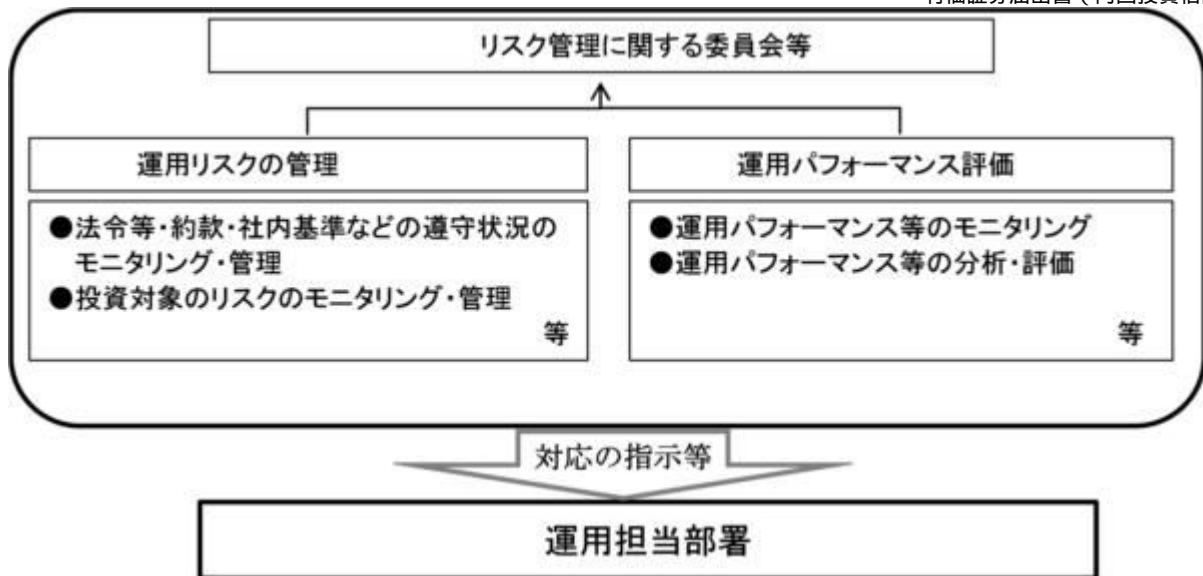 リスク管理に関する委員会等
運用リスクの管理
●法令等・約款・社内基準などの遵守状況の
モニタリング・管理
●投資対象のリスクのモニタリング・管理
等
運用パフォーマンス評価
●運用パフォーマンス等のモニタリング
●運用パフォーマンス等の分析・評価
等
対応の指示等
運用担当部署